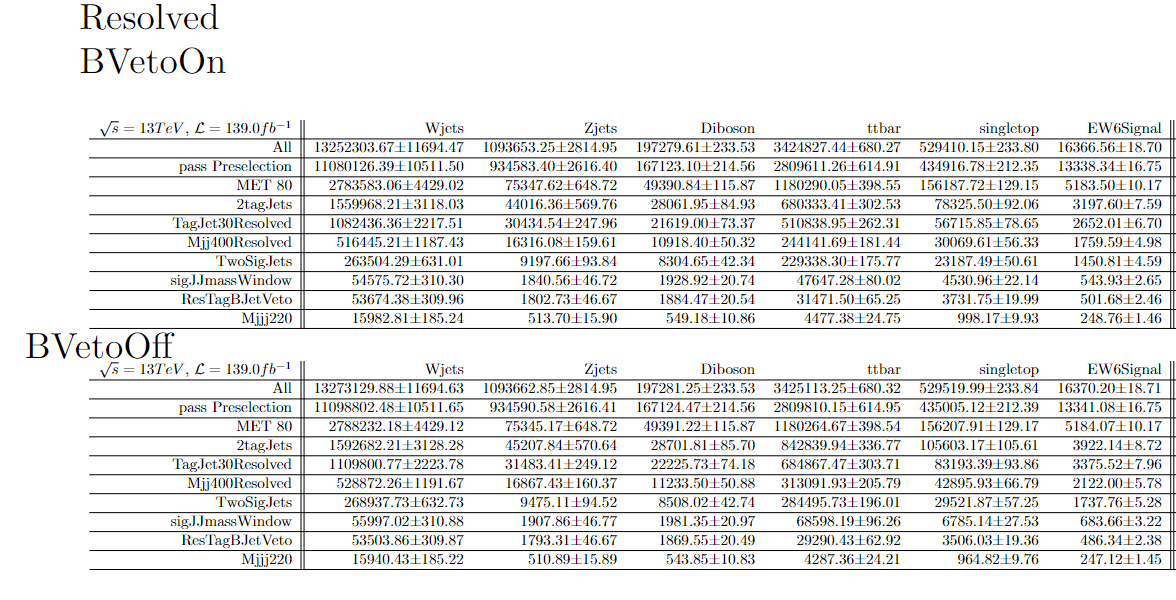 Resolved
BVetoOn
√s = 13TeV, ℒ = 139.0fb⁻¹ Wjets Zjets Diboson ttbar singletop EW6Signal
All 13252303.67±11694.47 1093653.25±2814.95 197279.61±233.53 3424827.44±680.27 529410.15±233.80 16366.56±18.70
pass Preselection 11080126.39±10511.50 934583.40±2616.40 167123.10±214.56 2809611.26±614.91 434916.78±212.35 13338.34±16.75
MET 80 2783583.06±4429.02 75347.62±648.72 49390.84±115.87 1180290.05±398.55 156187.72±129.15 5183.50±10.17
2tagJets 1559968.21±3118.03 44016.36±569.76 28061.95±84.93 680333.41±302.53 78325.50±92.06 3197.60±7.59
TagJet30Resolved 1082436.36±2217.51 30434.54±247.96 21619.00±73.37 510838.95±262.31 56715.85±78.65 2652.01±6.70
Mjj400Resolved 516445.21±1187.43 16316.08±159.61 10918.40±50.32 244141.69±181.44 30069.61±56.33 1759.59±4.98
TwoSigJets 263504.29±631.01 9197.66±93.84 8304.65±42.34 229338.30±175.77 23187.49±50.61 1450.81±4.59
sigJJmassWindow 54575.72±310.30 1840.56±46.72 1928.92±20.74 47647.28±80.02 4530.96±22.14 543.93±2.65
ResTagBJetVeto 53674.38±309.96 1802.73±46.67 1884.47±20.54 31471.50±65.25 3731.75±19.99 501.68±2.46
Mjjj220 15982.81±185.24 513.70±15.90 549.18±10.86 4477.38±24.75 998.17±9.93 248.76±1.46
BVetoOff
√s = 13TeV, ℒ = 139.0fb⁻¹ Wjets Zjets Diboson ttbar singletop EW6Signal
All 13273129.88±11694.63 1093662.85±2814.95 197281.25±233.53 3425113.25±680.32 529519.99±233.84 16370.20±18.71
pass Preselection 11098802.48±10511.65 934590.58±2616.41 167124.47±214.56 2809810.15±614.95 435005.12±212.39 13341.08±16.75
MET 80 2788232.18±4429.12 75345.17±648.72 49391.22±115.87 1180264.67±398.54 156207.91±129.17 5184.07±10.17
2tagJets 1592682.21±3128.28 45207.84±570.64 28701.81±85.70 842839.94±336.77 105603.17±105.61 3922.14±8.72
TagJet30Resolved 1109800.77±2223.78 31483.41±249.12 22225.73±74.18 684867.47±303.71 83193.39±93.86 3375.52±7.96
Mjj400Resolved 528872.26±1191.67 16867.43±160.37 11233.50±50.88 313091.93±205.79 42895.93±66.79 2122.00±5.78
TwoSigJets 268937.73±632.73 9475.11±94.52 8508.02±42.74 284495.73±196.01 29521.87±57.25 1737.76±5.28
sigJJmassWindow 55997.02±310.88 1907.86±46.77 1981.35±20.97 68598.19±96.26 6785.14±27.53 683.66±3.22
ResTagBJetVeto 53503.86±309.87 1793.31±46.67 1869.55±20.49 29290.43±62.92 3506.03±19.36 486.34±2.38
Mjjj220 15940.43±185.22 510.89±15.89 543.85±10.83 4287.36±24.21 964.82±9.76 247.12±1.45